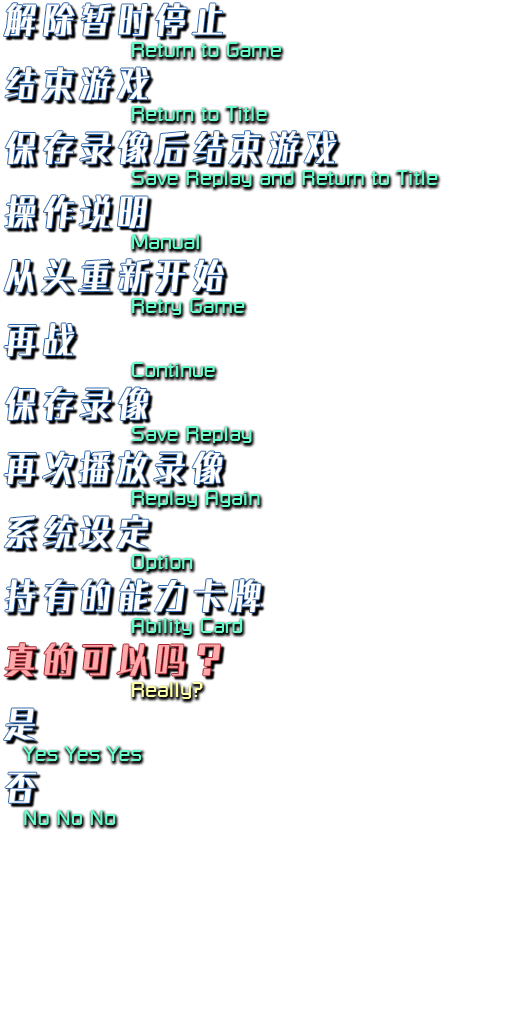 解除暂时停止
Return to Game
结束游戏
Return to Title
保存录像后结束游戏
Save Replay and Return to Title
操作说明
Manual
从头重新开始
Retry Game
再战
Continue
保存录像
Save Replay
再次播放录像
Replay Again
系统设定
Option
持有的能力卡牌
Ability Card
真的可以吗？
Really?
是
Yes Yes Yes
否
No No No